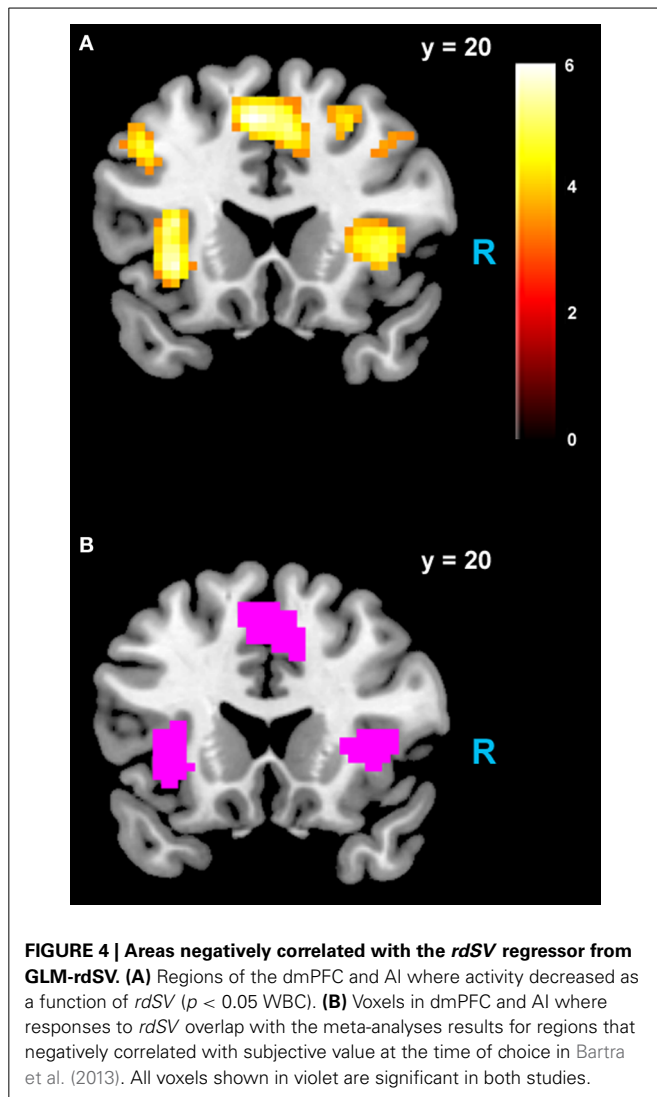 A
y = 20
6
4
R
2
0
B
y = 20
R
FIGURE 4 | Areas negatively correlated with the rdSV regressor from
GLM-rdSV. (A) Regions of the dmPFC and AI where activity decreased as
a function of rdSV (p < 0.05 WBC). (B) Voxels in dmPFC and AI where
responses to rdSV overlap with the meta-analyses results for regions that
negatively correlated with subjective value at the time of choice in Bartra
et al. (2013). All voxels shown in violet are significant in both studies.